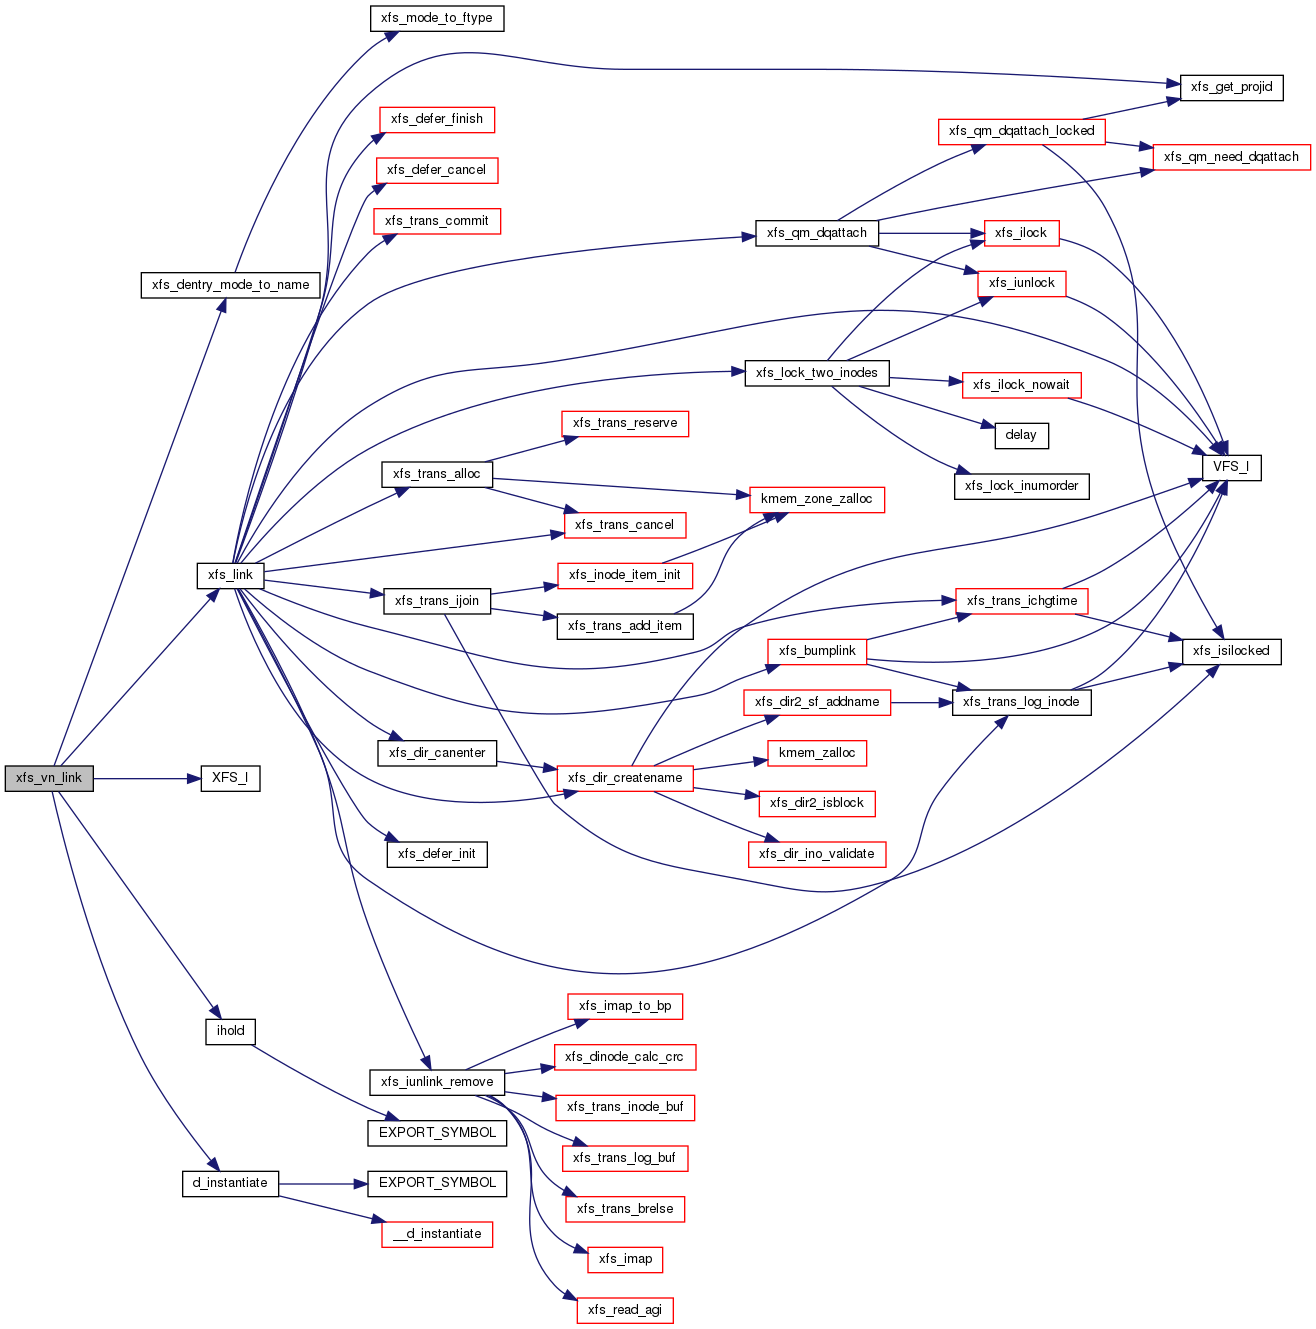 xfs_mode_to_ftype
xfs_get_projid
xfs_defer_finish
xfs_qm_dqattach_locked
xfs_qm_need_dqattach
xfs_defer_cancel
xfs_trans_commit
xfs_qm_dqattach
xfs_ilock
xfs_dentry_mode_to_name
xfs_iunlock
xfs_lock_two_inodes
xfs_ilock_nowait
xfs_trans_reserve
delay
xfs_trans_alloc
VFS_I
xfs_lock_inumorder
kmem_zone_zalloc
xfs_trans_cancel
xfs_link
xfs_inode_item_init
xfs_trans_ijoin
xfs_trans_ichgtime
xfs_trans_add_item
xfs_bumplink
xfs_isilocked
xfs_dir2_sf_addname
xfs_trans_log_inode
xfs_dir_canenter
kmem_zalloc
xfs_vn_link
XFS_I
xfs_dir_createname
xfs_dir2_isblock
xfs_defer_init
xfs_dir_ino_validate
xfs_imap_to_bp
ihold
xfs_dinode_calc_crc
xfs_iunlink_remove
xfs_trans_inode_buf
EXPORT_SYMBOL
xfs_trans_log_buf
d_instantiate
EXPORT_SYMBOL
xfs_trans_brelse
__d_instantiate
xfs_imap
xfs_read_agi